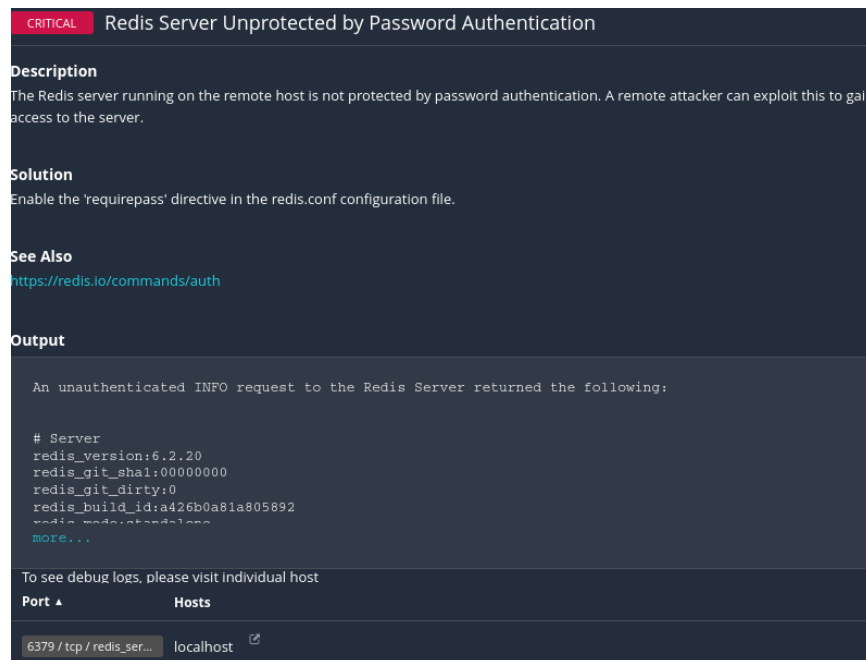 CRITICAL Redis Server Unprotected by Password Authentication
Description
The Redis server running on the remote host is not protected by password authentication. A remote attacker can exploit this to gai
access to the server.
Solution
Enable the 'requirepass' directive in the redis.conf configuration file.
See Also
https://redis.io/commands/auth
Output
An unauthenticated INFO request to the Redis Server returned the following:
# Server
redis_version:6.2.20
redis_git_sha1:00000000
redis_git_dirty:0
redis_build_id:a426b0a81a805892
redis_mode:standalone
more...
To see debug logs, please visit individual host
Port ▲ Hosts
6379 / tcp / redis_ser... localhost